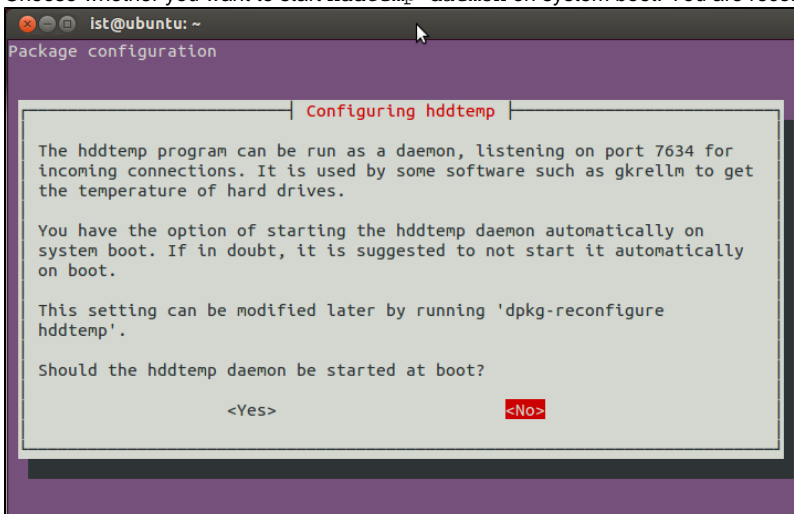 ist@ubuntu: ~
Package configuration
Configuring hddtemp
The hddtemp program can be run as a daemon, listening on port 7634 for
incoming connections. It is used by some software such as gkrellm to get
the temperature of hard drives.
You have the option of starting the hddtemp daemon automatically on
system boot. If in doubt, it is suggested to not start it automatically
on boot.
This setting can be modified later by running 'dpkg-reconfigure
hddtemp'.
Should the hddtemp daemon be started at boot?
<Yes> <No>